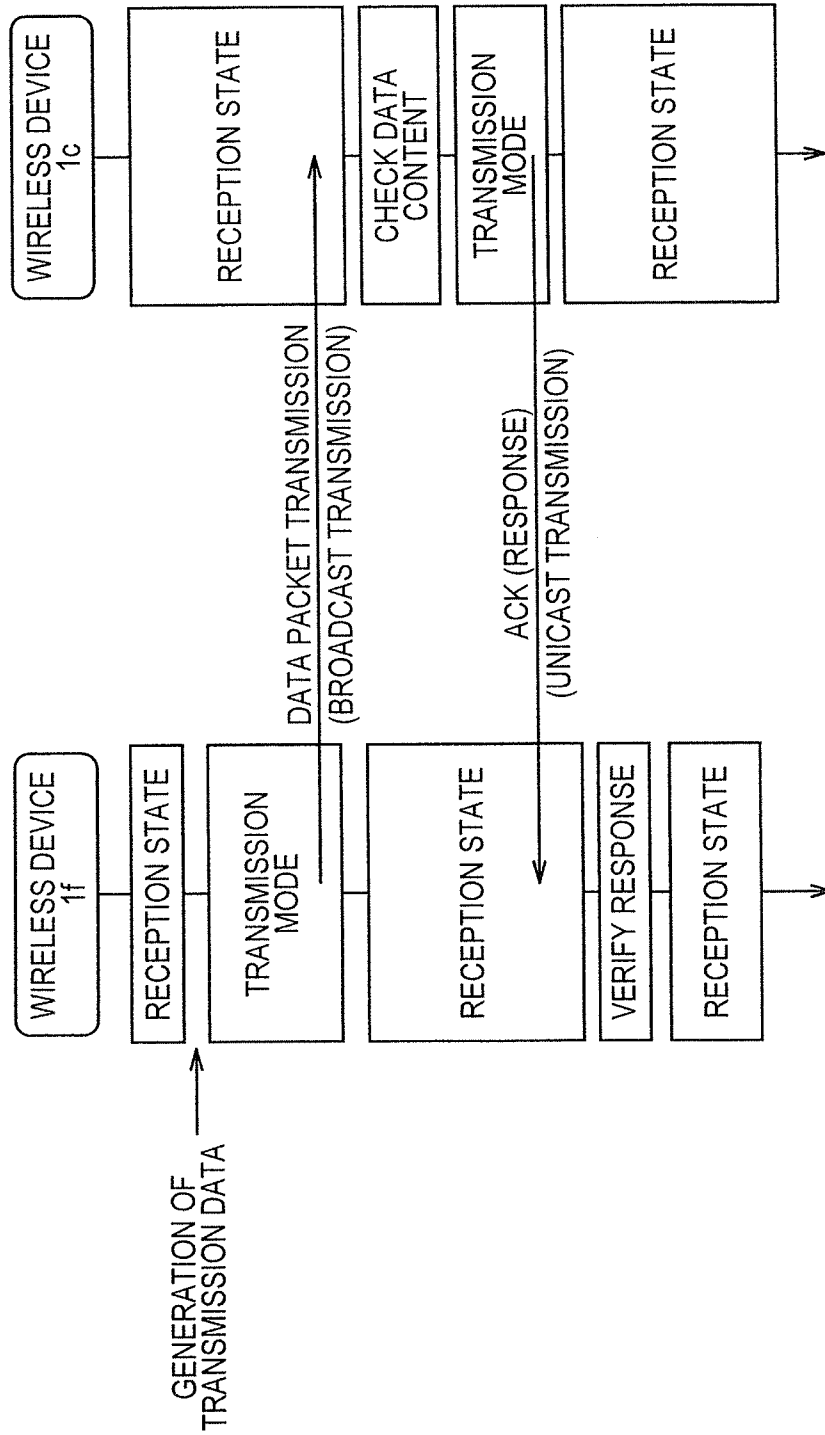 WIRELESS DEVICE
1f
RECEPTION STATE
GENERATION OF
TRANSMISSION DATA
TRANSMISSION
MODE
RECEPTION STATE
VERIFY RESPONSE
RECEPTION STATE
DATA PACKET TRANSMISSION
(BROADCAST TRANSMISSION)
ACK (RESPONSE)
(UNICAST TRANSMISSION)
WIRELESS DEVICE
1c
RECEPTION STATE
CHECK DATA
CONTENT
TRANSMISSION
MODE
RECEPTION STATE